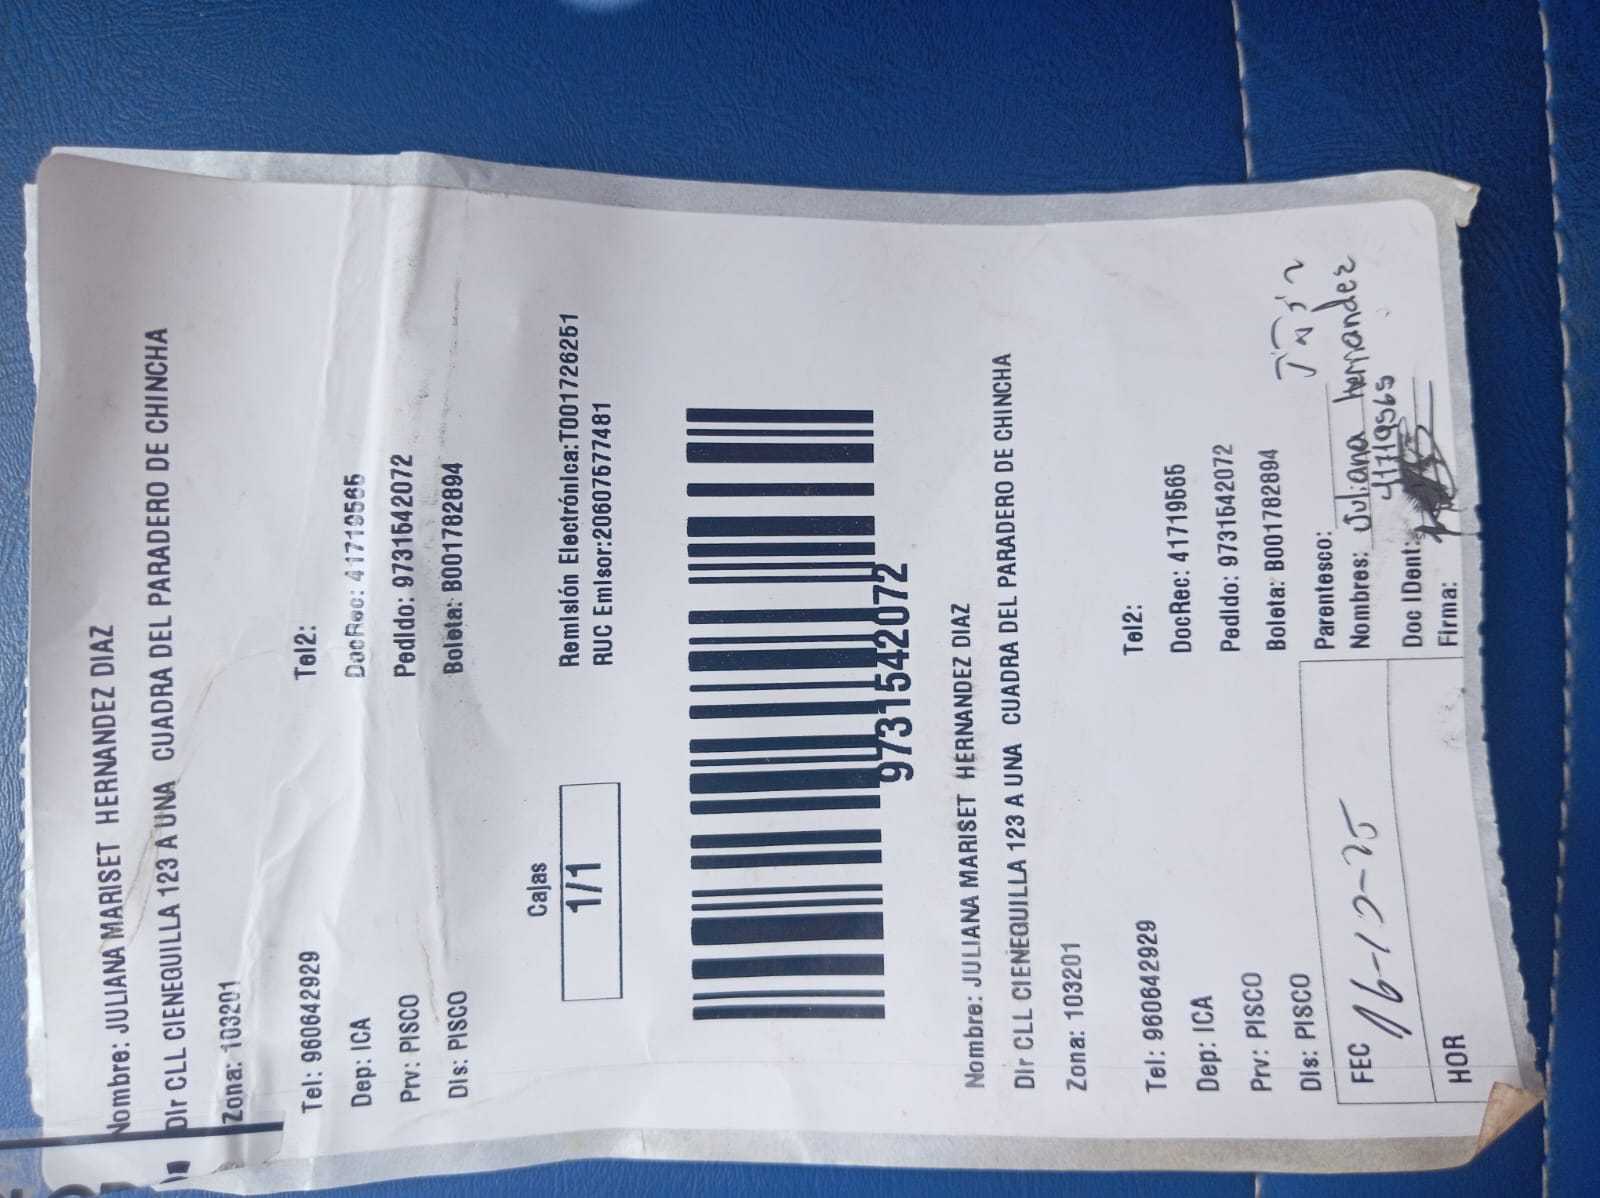 Nombre: JULIANA MARISET HERNANDEZ DIAZ
Dir CLL CIENEGUILLA 123 A UNA CUADRA DEL PARADERO DE CHINCHA
Zona: 103201
Tel: 960642929 Tel2:
Dep: ICA DocRec: 41719565
Prv: PISCO Pedido: 9731542072
Dis: PISCO Boleta: B001782894
Cajas
1/1
Remisión Electrónica:T001726251
RUC Emisor:20607577481
9731542072
Nombre: JULIANA MARISET HERNANDEZ DIAZ
Dir CLL CIENEGUILLA 123 A UNA CUADRA DEL PARADERO DE CHINCHA
Zona: 103201
Tel: 960642929 Tel2:
Dep: ICA DocRec: 41719565
Prv: PISCO Pedido: 9731542072
Dis: PISCO Boleta: B001782894
FEC 16-12-25
HOR
Parentesco:
Nombres: Juliana hernandez
Doc IDent: 41719565
Firma: